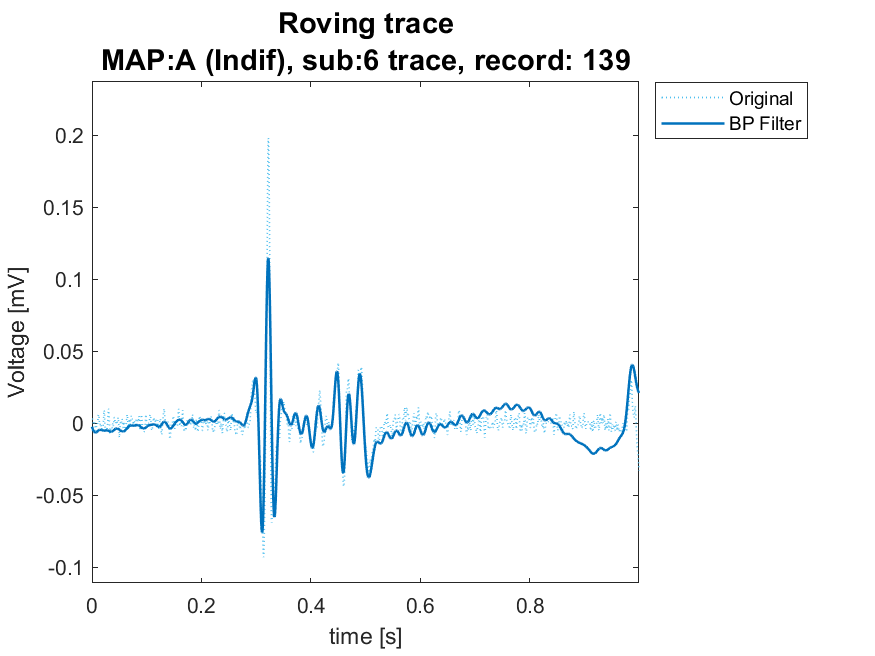 Roving trace
MAP:A (Indif), sub:6 trace, record: 139
Original
BP Filter
0.2
0.15
0.1
0.05
0
-0.05
-0.1
Voltage [mV]
0
0.2
0.4
0.6
0.8
time [s]